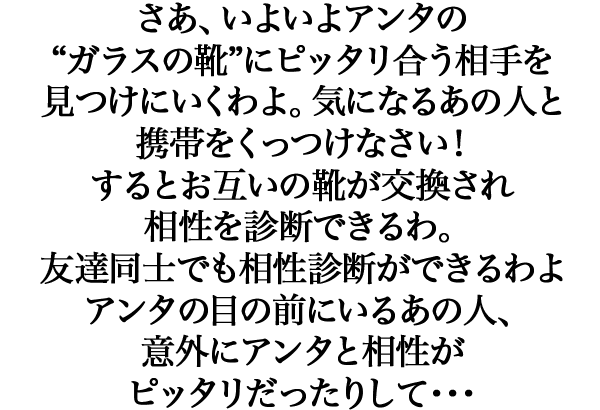 さあ、いよいよアンタの
“ガラスの靴”にピッタリ合う相手を
見つけにいくわよ。気になるあの人と
携帯をくっつけなさい！
するとお互いの靴が交換され
相性を診断できるわ。
友達同士でも相性診断ができるわよ
アンタの目の前にいるあの人、
意外にアンタと相性が
ピッタリだったりして・・・